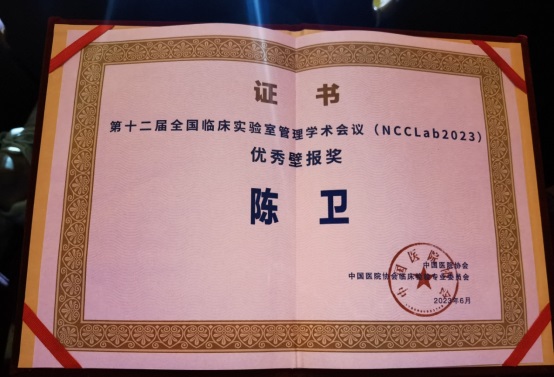 证 书
第十二届全国临床实验室管理学术会议（NCCLab2023）
优秀壁报奖
陈 卫
中国医院协会
中国医院协会临床检验专业委员会
2023年6月